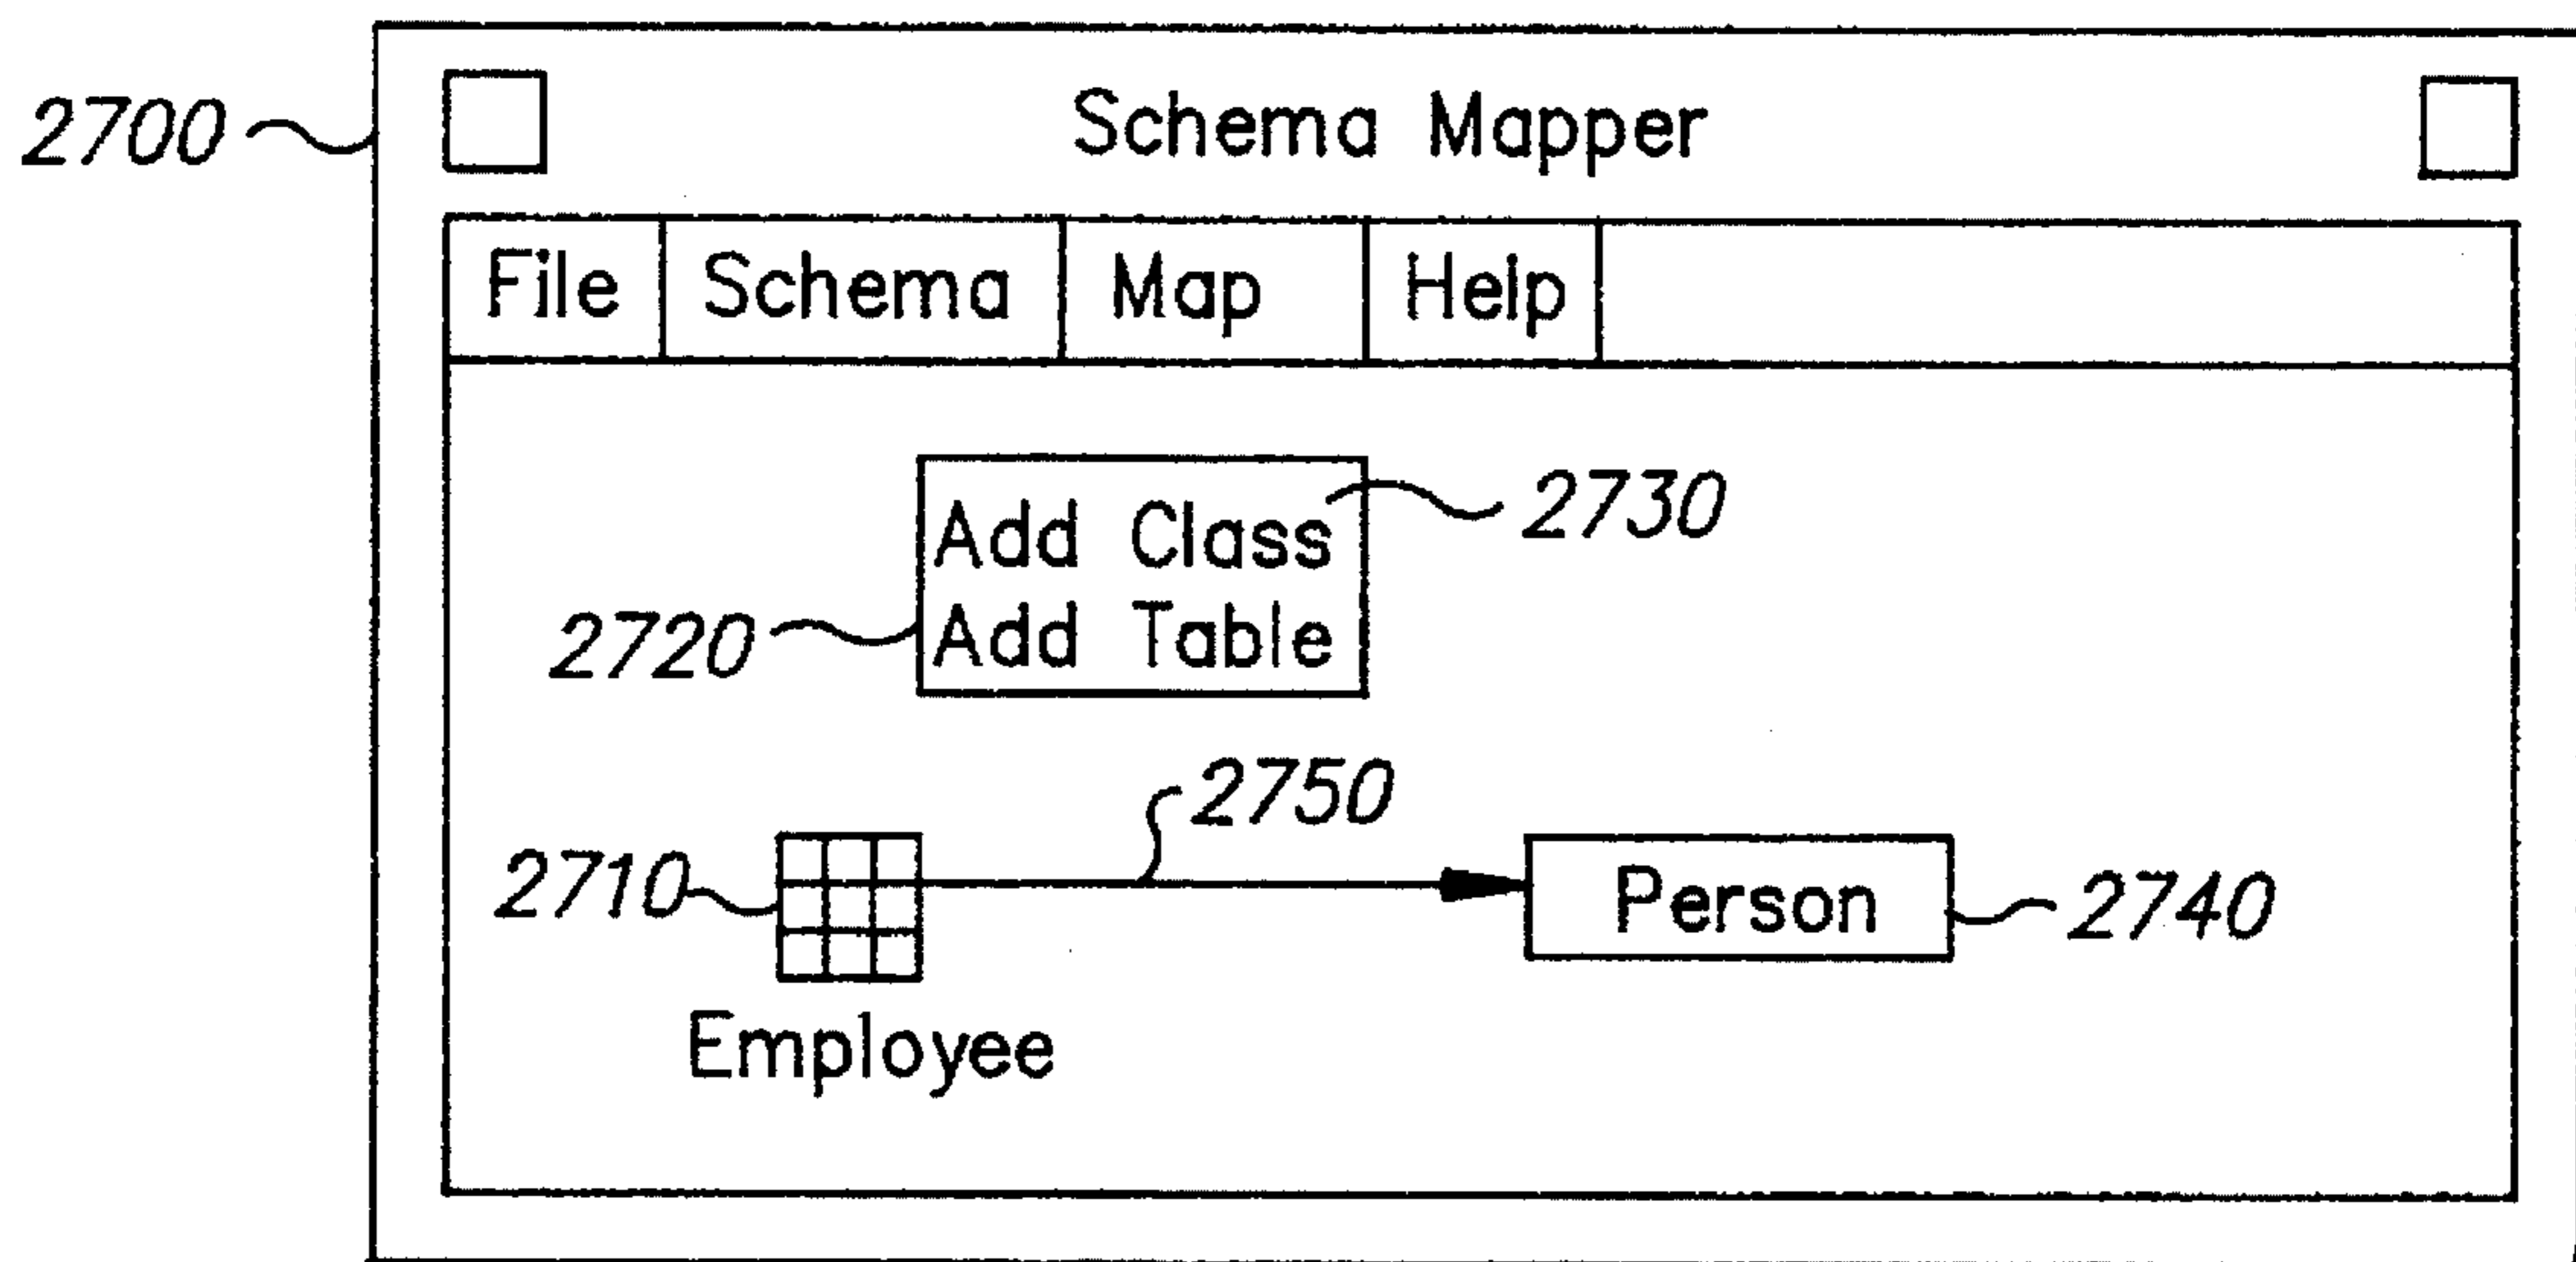 2700
Schema Mapper
File Schema Map Help
Add Class
2730
Add Table
2720
2750
2710
Person
2740
Employee